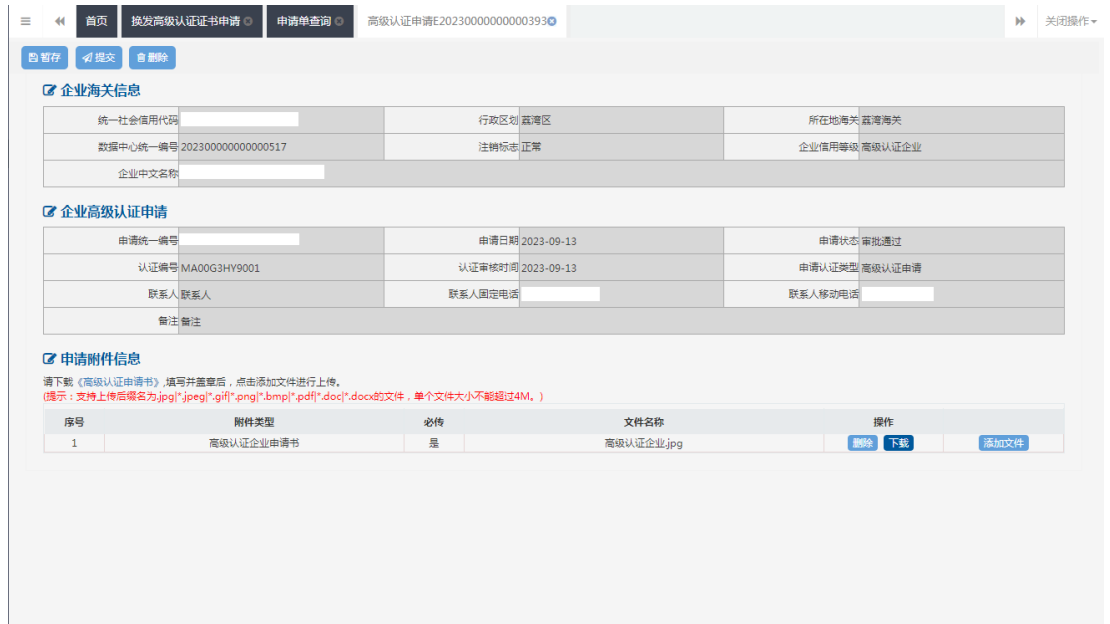 首页 换发高级认证证书申请 申请单查询 高级认证申请E20230000000000393 关闭操作
暂存 提交 删除
企业海关信息
统一社会信用代码 行政区划 荔湾区 所在地海关 荔湾海关
数据中心统一编号 202300000000000517 注销标志 正常 企业信用等级 高级认证企业
企业中文名称
企业高级认证申请
申请统一编号 申请日期 2023-09-13 申请状态 审批通过
认证编号 MA00G3HY9001 认证审核时间 2023-09-13 申请认证类型 高级认证申请
联系人 联系人 联系人固定电话 联系人移动电话
备注 备注
申请附件信息
请下载《高级认证申请书》,填写并盖章后，点击添加文件进行上传。
(提示：支持上传后缀名为.jpg|*.jpeg|*.gif|*.png|*.bmp|*.pdf|*.doc|*.docx的文件，单个文件大小不能超过4M。)
序号 附件类型 必传 文件名称 操作
1 高级认证企业申请书 是 高级认证企业.jpg 删除 下载 添加文件